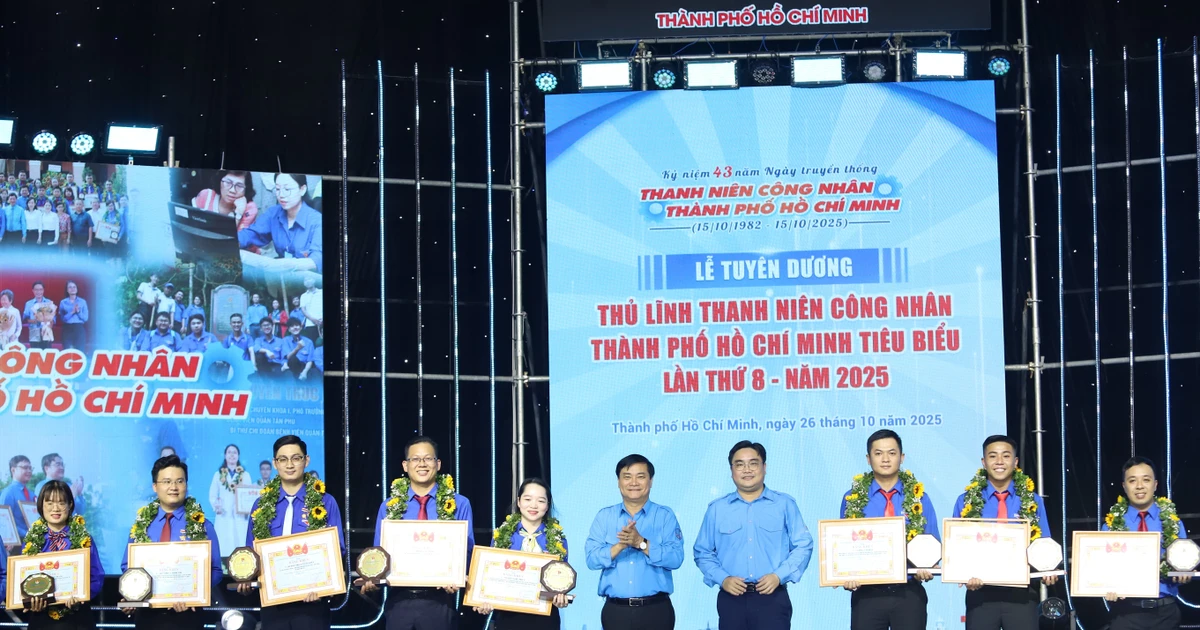 THÀNH PHỐ HỒ CHÍ MINH
Kỷ niệm 43 năm Ngày truyền thống
THANH NIÊN CÔNG NHÂN
THÀNH PHỐ HỒ CHÍ MINH
(15/10/1982 - 15/10/2025)
LỄ TUYÊN DƯƠNG
THỦ LĨNH THANH NIÊN CÔNG NHÂN
THÀNH PHỐ HỒ CHÍ MINH TIÊU BIỂU
LẦN THỨ 8 - NĂM 2025
Thành phố Hồ Chí Minh, ngày 26 tháng 10 năm 2025
CÔNG NHÂN
Ố HỒ CHÍ MINH